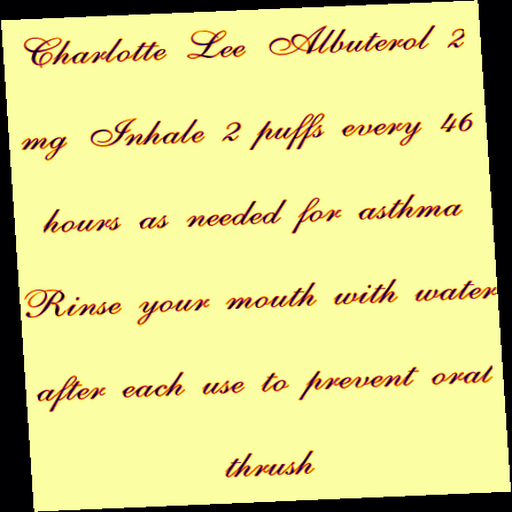 Charlotte Lee Albuterol 2
mg Inhale 2 puffs every 46
hours as needed for asthma
Rinse your mouth with water
after each use to prevent oral
thrush